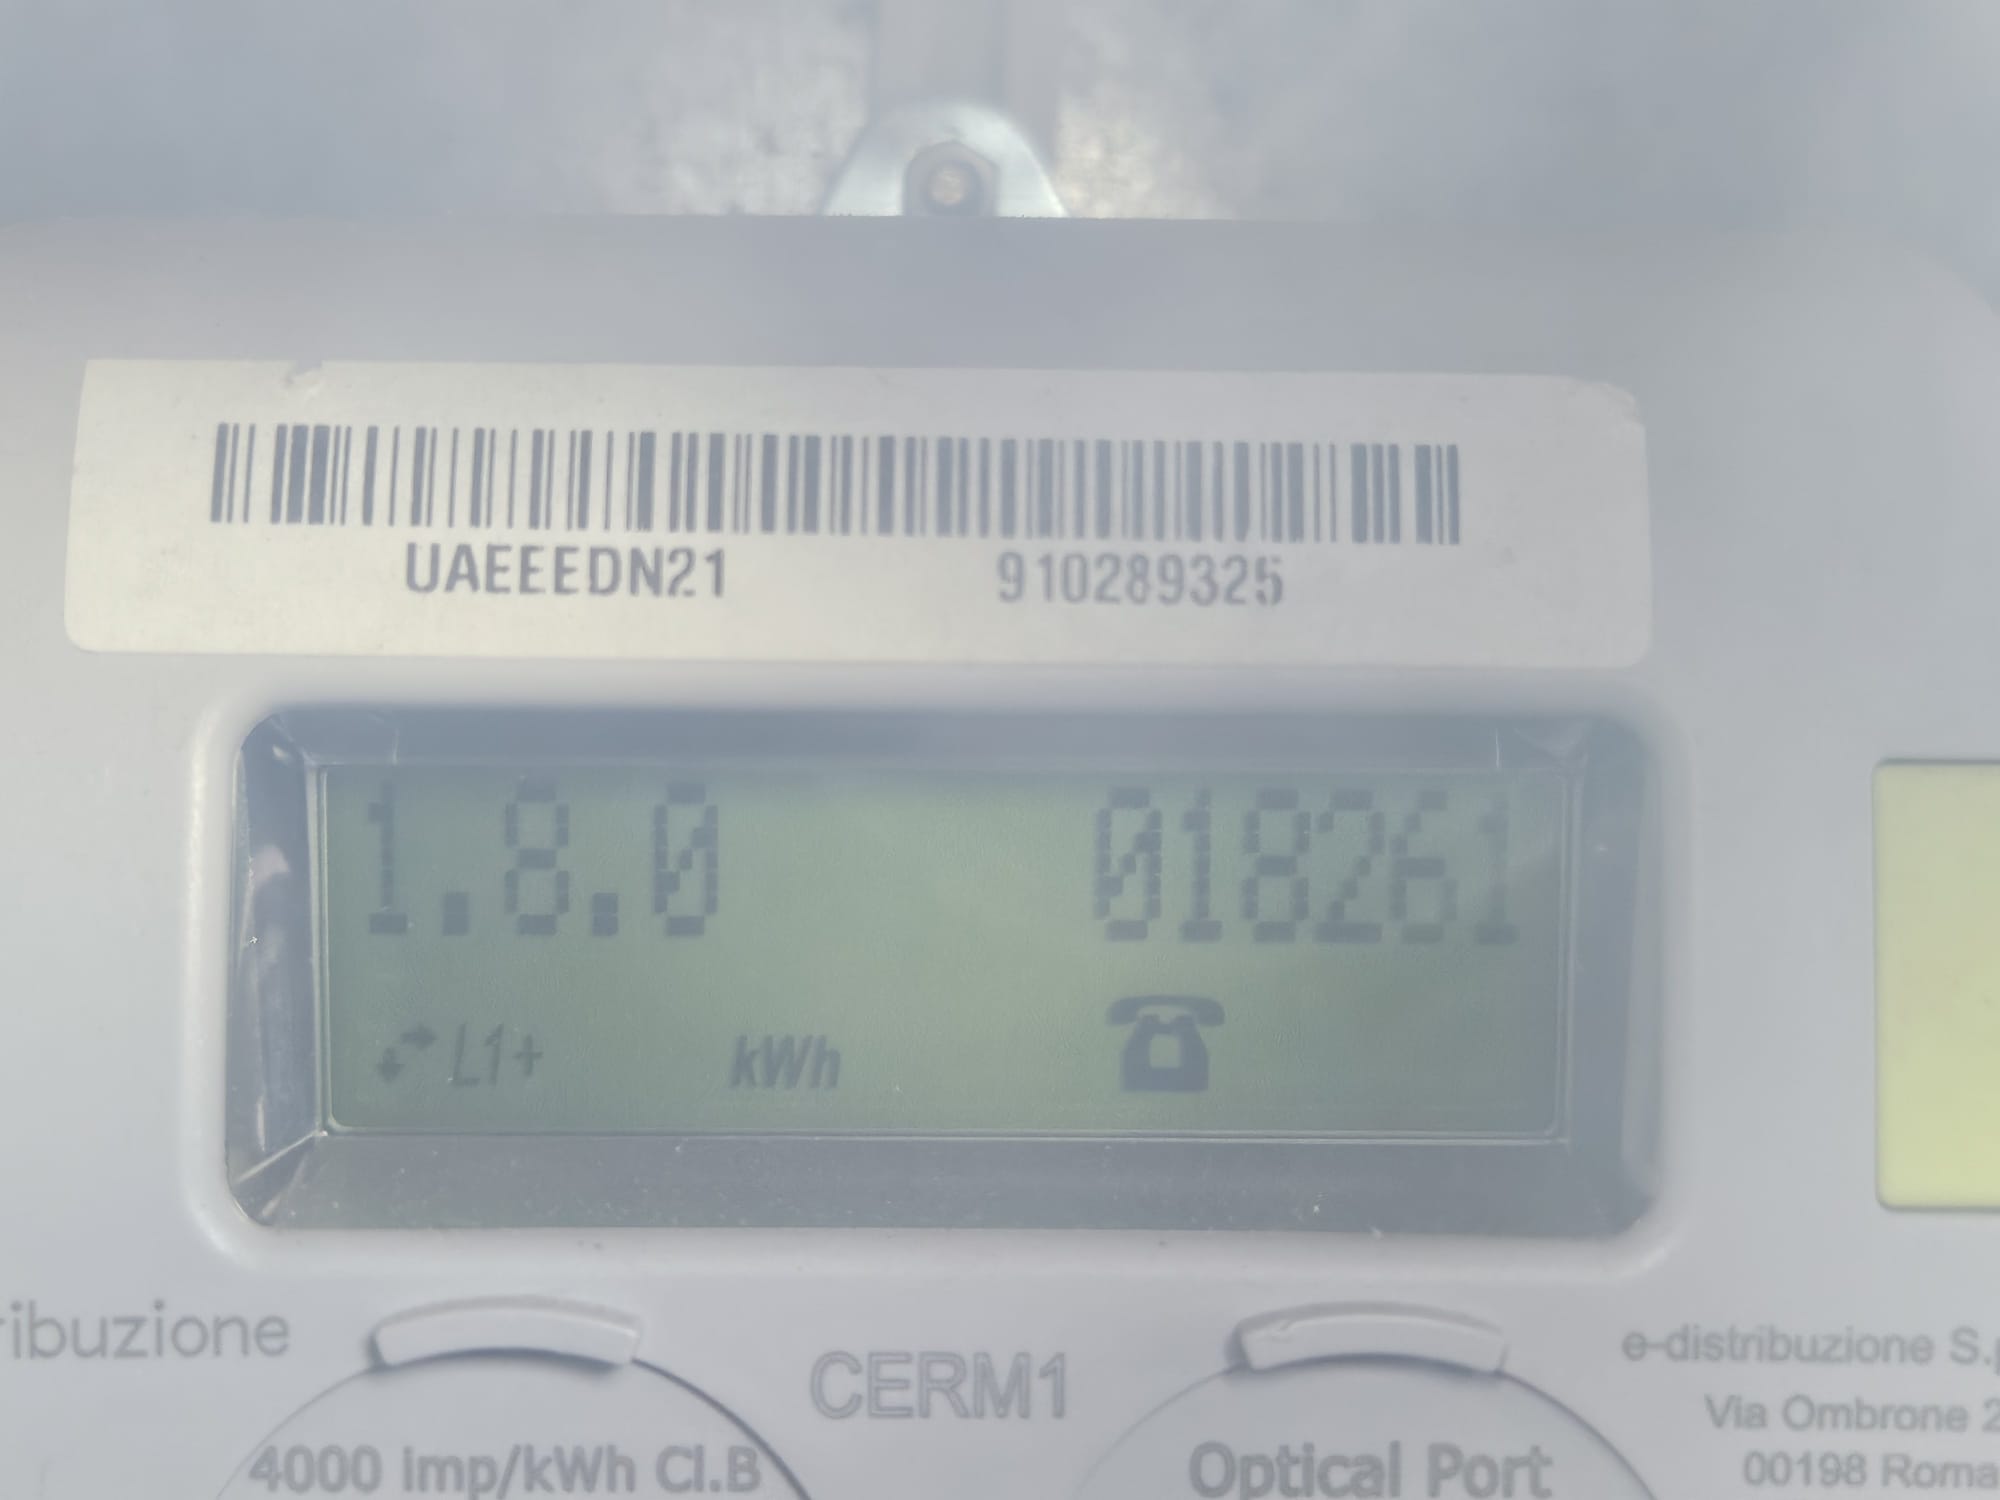 UAEEEDN21 910289325
1.8.0 018261
L1+ kWh
ribuzione
CERM1
e-distribuzione S.p
Via Ombrone 2
00198 Roma
4000 imp/kWh Cl.B
Optical Port